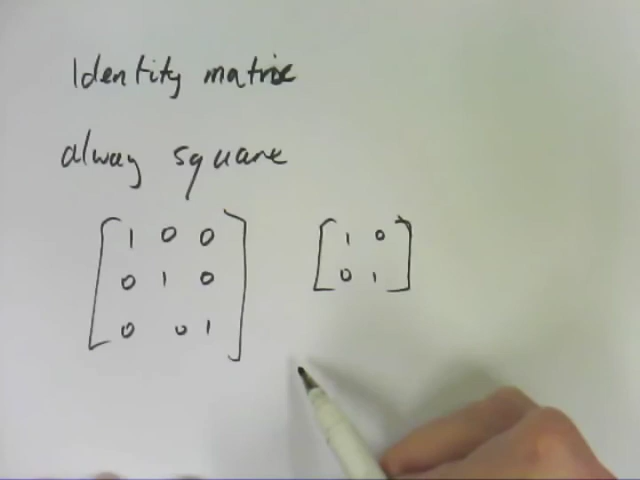 Identity matrix
alway square
1 0 0 1 0
0 1 0 0 1
0 0 1